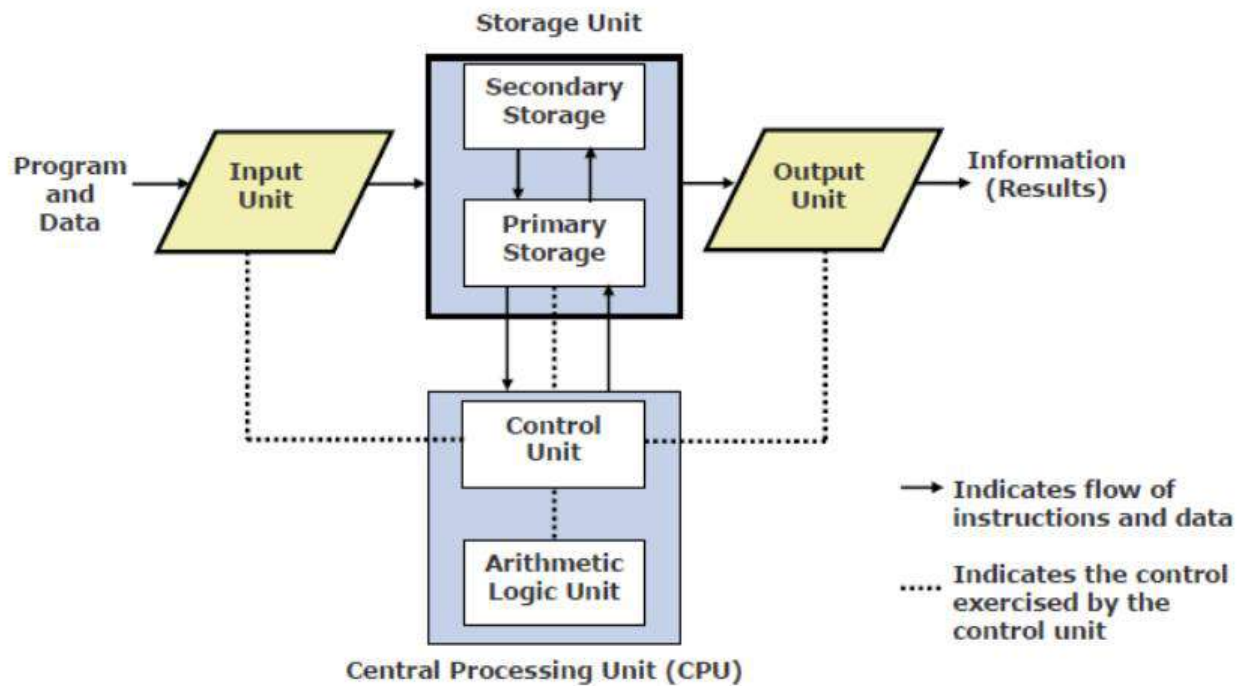 Storage Unit
Secondary
Storage
Program
and
Data
Input
Unit
Output
Unit
Information
(Results)
Primary
Storage
Control
Unit
Arithmetic
Logic Unit
Central Processing Unit (CPU)
Indicates flow of
instructions and data
Indicates the control
exercised by the
control unit